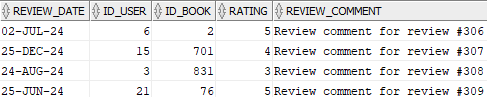 REVIEW_DATE ID_USER ID_BOOK RATING REVIEW_COMMENT
02-JUL-24 6 2 5 Review comment for review #306
25-DEC-24 15 701 4 Review comment for review #307
24-AUG-24 3 831 3 Review comment for review #308
25-JUN-24 21 76 5 Review comment for review #309